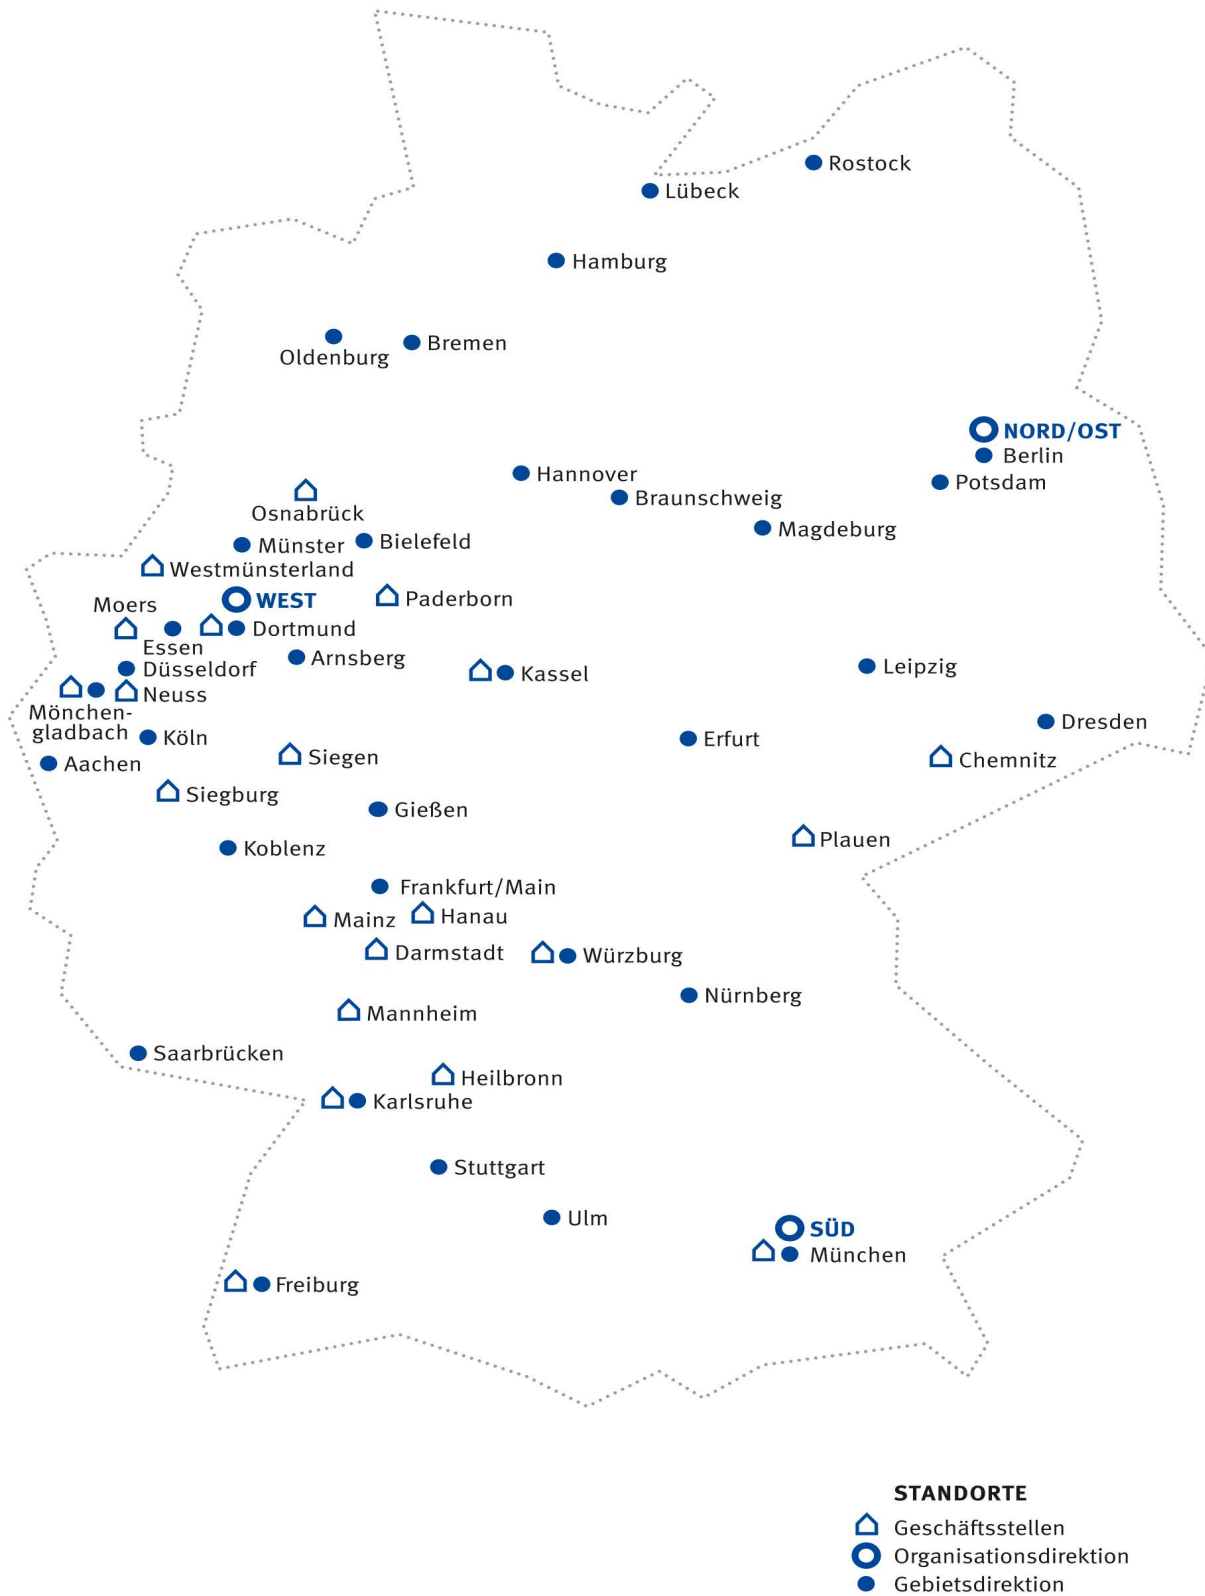 Rostock
Lübeck
Hamburg
Oldenburg
Bremen
NORD/OST
Berlin
Hannover
Potsdam
Braunschweig
Osnabrück
Magdeburg
Münster
Bielefeld
Westmünsterland
WEST
Paderborn
Moers
Dortmund
Essen
Arnsberg
Düsseldorf
Kassel
Leipzig
Neuss
Mönchen-
gladbach
Dresden
Köln
Erfurt
Siegen
Chemnitz
Aachen
Siegburg
Gießen
Plauen
Koblenz
Frankfurt/Main
Mainz
Hanau
Darmstadt
Würzburg
Nürnberg
Mannheim
Saarbrücken
Heilbronn
Karlsruhe
Stuttgart
Ulm
SÜD
München
Freiburg
STANDORTE
Geschäftsstellen
Organisationsdirektion
Gebietsdirektion